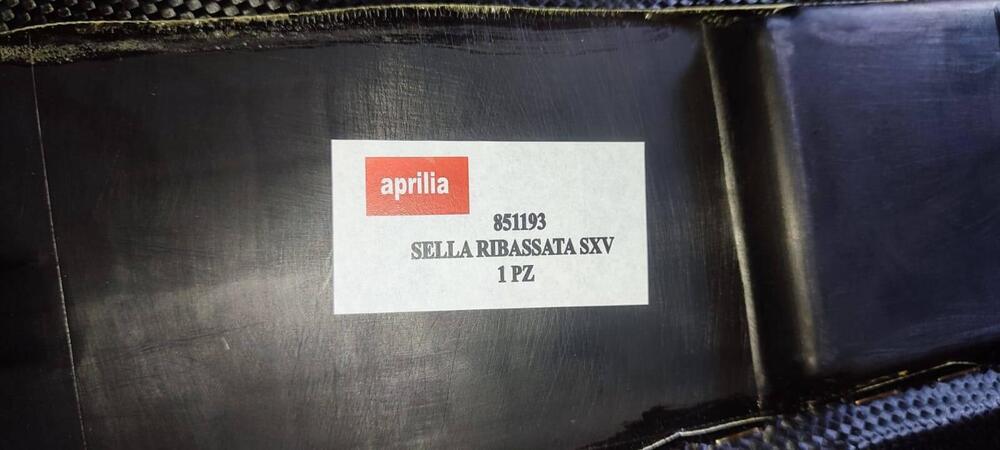 aprilia
851193
SELLA RIBASSATA SXV
1 PZ